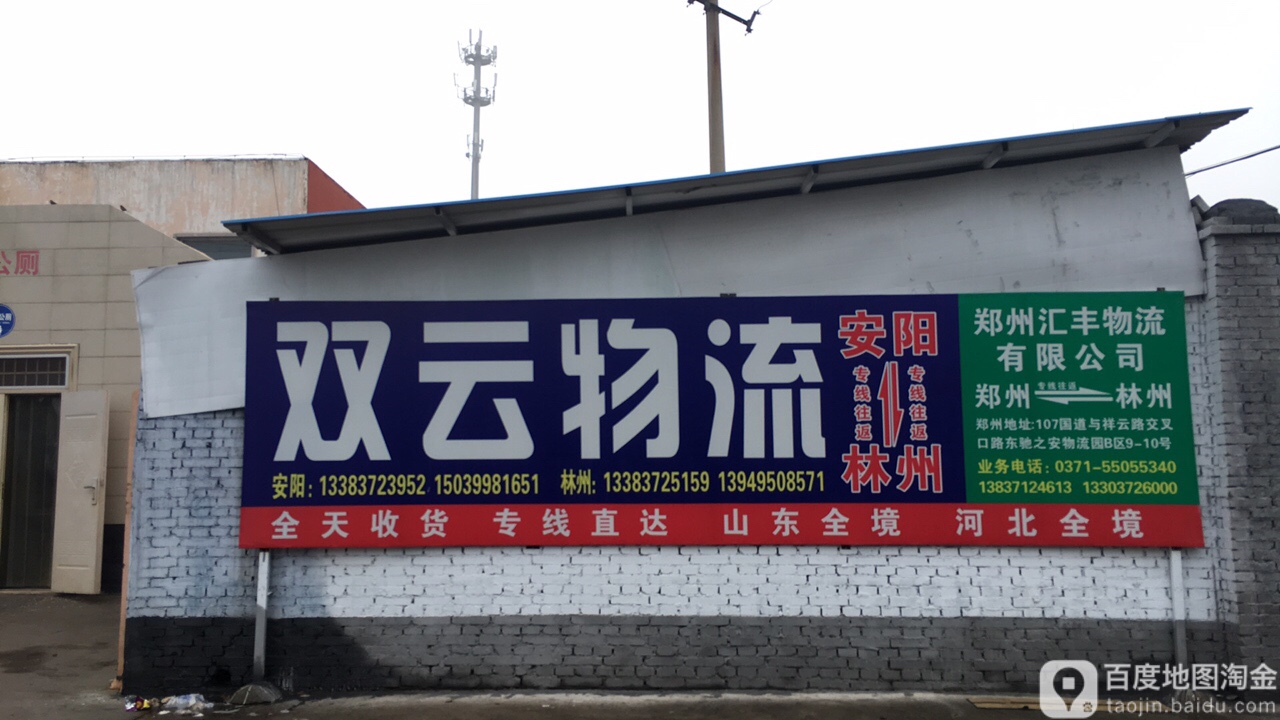 公厕
双云物流
安阳
专线往返
专线往返
林州
安阳: 13383723952 15039981651 林州: 13383725159 13949508571
郑州汇丰物流
有限公司
郑州 专线往返 林州
郑州地址:107国道与祥云路交叉
口路东驰之安物流园B区9-10号
业务电话: 0371-55055340
13837124613 13303726000
全天收货 专线直达 山东全境 河北全境
百度地图淘金
taojin.baidu.com